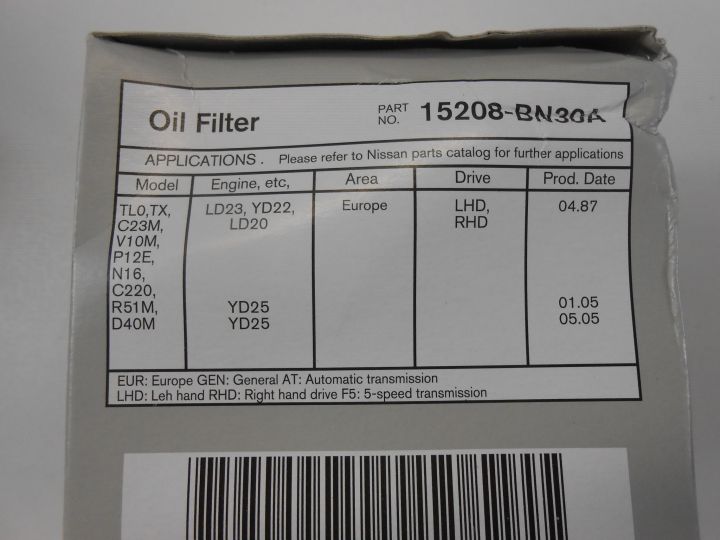 Oil Filter PART NO. 15208-BN30A
APPLICATIONS . Please refer to Nissan parts catalog for further applications
Model Engine, etc, Area Drive Prod. Date
TL0,TX, LD23, YD22, Europe LHD, 04.87
C23M, LD20 RHD
V10M,
P12E,
N16,
C220,
R51M, YD25 01.05
D40M YD25 05.05
EUR: Europe GEN: General AT: Automatic transmission
LHD: Leh hand RHD: Right hand drive F5: 5-speed transmission